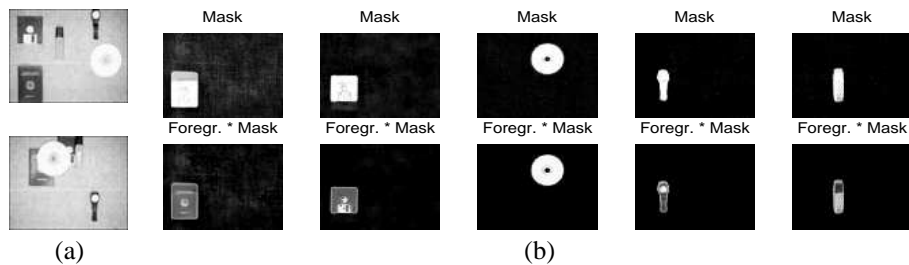 Mask Mask Mask Mask Mask
Foregr. * Mask Foregr. * Mask Foregr. * Mask Foregr. * Mask Foregr. * Mask
(a) (b)